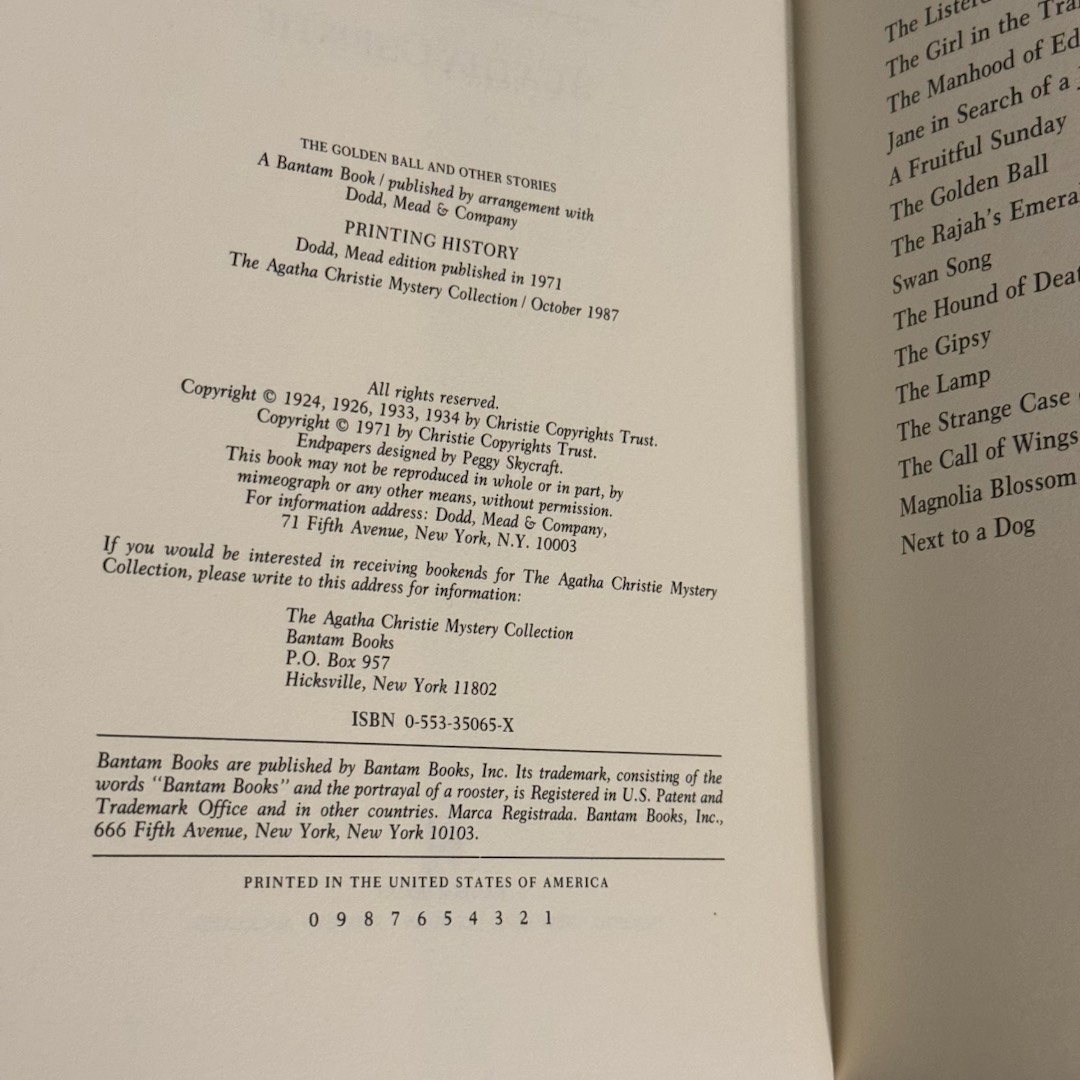 THE GOLDEN BALL AND OTHER STORIES
A Bantam Book / published by arrangement with
Dodd, Mead & Company
PRINTING HISTORY
Dodd, Mead edition published in 1971
The Agatha Christie Mystery Collection / October 1987
All rights reserved.
Copyright © 1924, 1926, 1933, 1934 by Christie Copyrights Trust.
Copyright © 1971 by Christie Copyrights Trust.
Endpapers designed by Peggy Skycraft.
This book may not be reproduced in whole or in part, by
mimeograph or any other means, without permission.
For information address: Dodd, Mead & Company,
71 Fifth Avenue, New York, N.Y. 10003
If you would be interested in receiving bookends for The Agatha Christie Mystery
Collection, please write to this address for information:
The Agatha Christie Mystery Collection
Bantam Books
P.O. Box 957
Hicksville, New York 11802
ISBN 0-553-35065-X
Bantam Books are published by Bantam Books, Inc. Its trademark, consisting of the
words "Bantam Books" and the portrayal of a rooster, is Registered in U.S. Patent and
Trademark Office and in other countries. Marca Registrada. Bantam Books, Inc.,
666 Fifth Avenue, New York, New York 10103.
PRINTED IN THE UNITED STATES OF AMERICA
0 9 8 7 6 5 4 3 2 1
The
The Girl in the
The Manhood of
Jane in Search of a
A Fruitful Sunday
The Golden Ball
The Rajah's
Swan Song
The Hound of
The Gipsy
The Lamp
The Strange Case
The Call of Wings
Magnolia Blossom
Next to a Dog